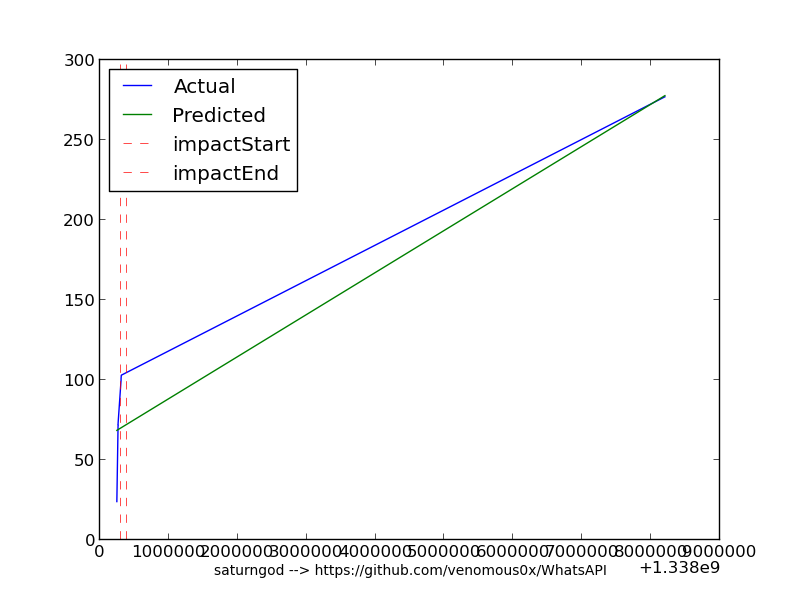 300
250
200
150
100
50
0
Actual
Predicted
impactStart
impactEnd
0 1000000 2000000 3000000 4000000 5000000 6000000 7000000 8000000 9000000
+1.338e9
saturngod --> https://github.com/venomous0x/WhatsAPI